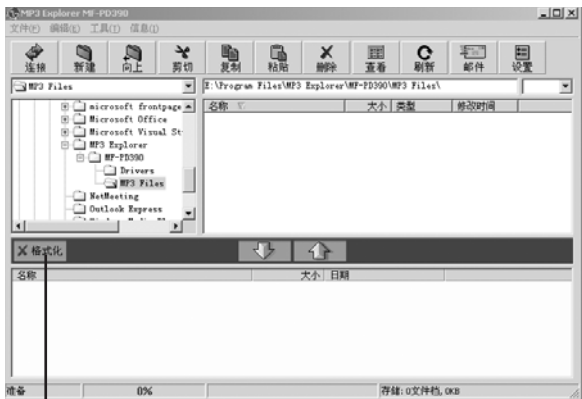 MP3 Explorer MF-PD390
文件(F) 编辑(E) 工具(T) 信息(I)
连接 新建 向上 剪切 复制 粘贴 删除 查看 刷新 邮件 设置
MP3 Files E:\Program Files\MP3 Explorer\MF-PD390\MP3 Files\
microsoft frontpage 名称 大小 类型 修改时间
Microsoft Office
Microsoft Visual St
MP3 Explorer
MF-PD390
Drivers
MP3 Files
NetMeeting
Outlook Express
格式化
名称 大小 日期
准备 0% 存储: 0文件档, 0KB